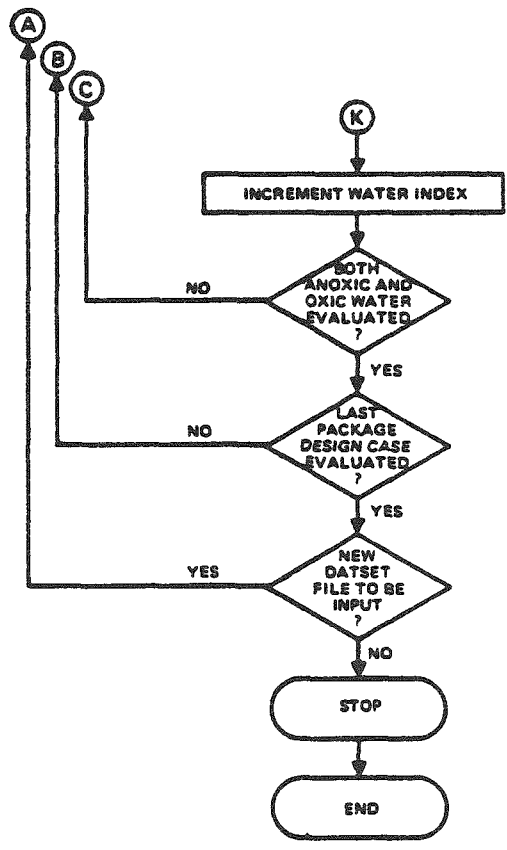 A
B
C
K
INCREMENT WATER INDEX
BOTH
ANOXIC AND
OXIC WATER
EVALUATED
?
NO
YES
LAST
PACKAGE
DESIGN CASE
EVALUATED
?
NO
YES
NEW
DATSET
FILE TO BE
INPUT
?
YES
NO
STOP
END